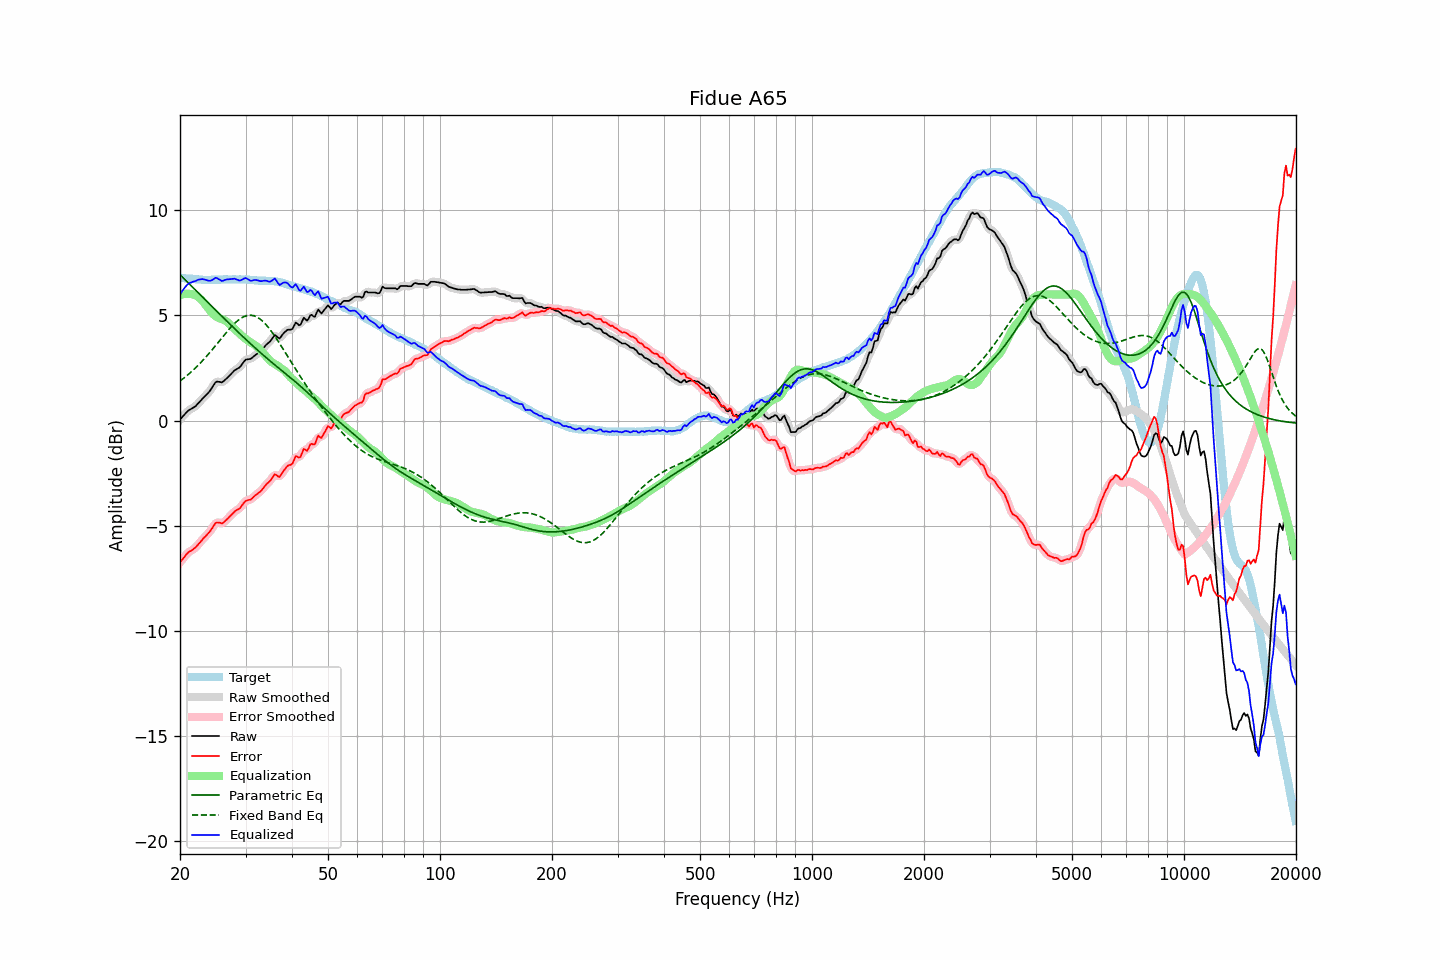 Fidue A65
Amplitude (dBr)
10
5
0
−5
−10
−15
−20
Target
Raw Smoothed
Error Smoothed
Raw
Error
Equalization
Parametric Eq
Fixed Band Eq
Equalized
20 50 100 200 500 1000 2000 5000 10000 20000
Frequency (Hz)